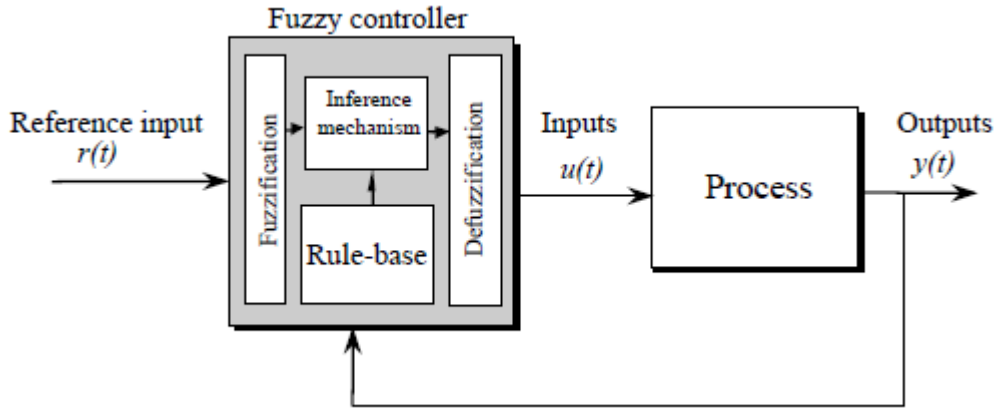 Fuzzy controller
Reference input
r(t)
Fuzzification
Inference
mechanism
Rule-base
Defuzzification
Inputs
u(t)
Process
Outputs
y(t)